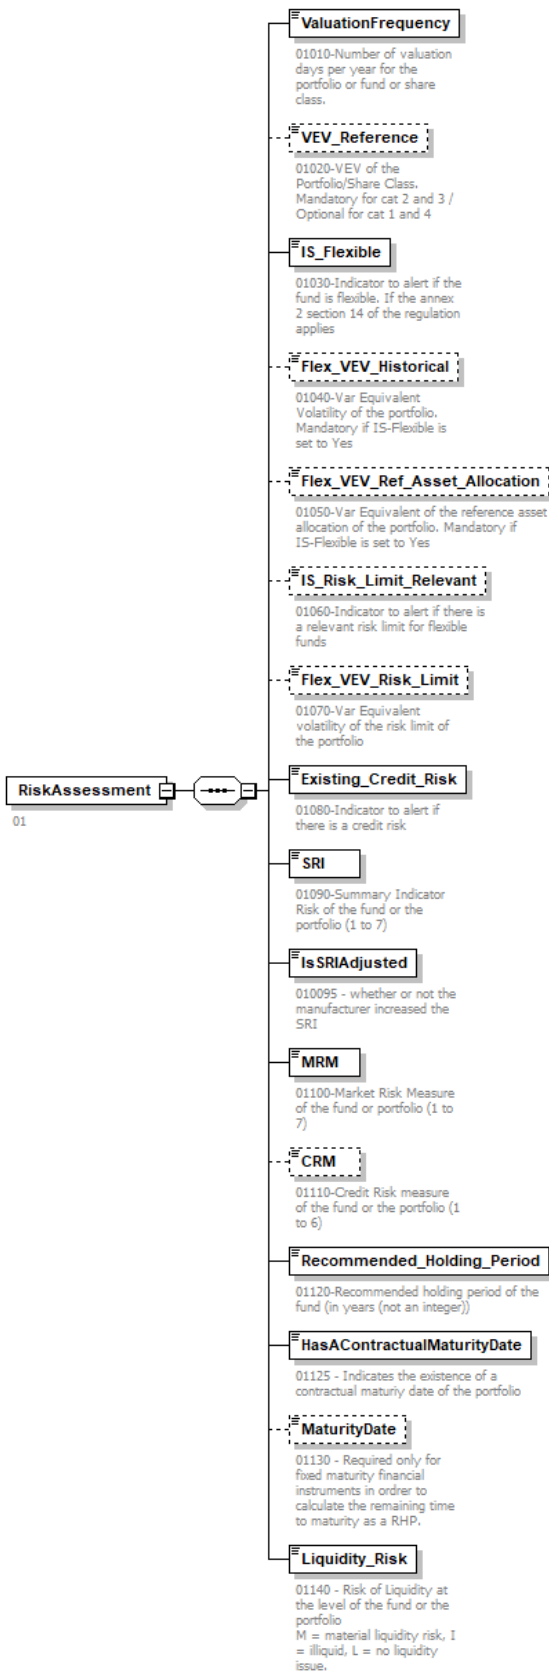 ValuationFrequency
01010-Number of valuation
days per year for the
portfolio or fund or share
class.
VEV_Reference
01020-VEV of the
Portfolio/Share Class.
Mandatory for cat 2 and 3 /
Optional for cat 1 and 4
IS_Flexible
01030-Indicator to alert if the
fund is flexible. If the annex
2 section 14 of the regulation
applies
Flex_VEV_Historical
01040-Var Equivalent
Volatility of the portfolio.
Mandatory if IS-Flexible is
set to Yes
Flex_VEV_Ref_Asset_Allocation
01050-Var Equivalent of the reference asset
allocation of the portfolio. Mandatory if
IS-Flexible is set to Yes
IS_Risk_Limit_Relevant
01060-Indicator to alert if there is
a relevant risk limit for flexible
funds
Flex_VEV_Risk_Limit
01070-Var Equivalent
volatility of the risk limit of
the portfolio
RiskAssessment
01
Existing_Credit_Risk
01080-Indicator to alert if
there is a credit risk
SRI
01090-Summary Indicator
Risk of the fund or the
portfolio (1 to 7)
IsSRIAdjusted
010095 - whether or not the
manufacturer increased the
SRI
MRM
01100-Market Risk Measure
of the fund or portfolio (1 to
7)
CRM
01110-Credit Risk measure
of the fund or the portfolio (1
to 6)
Recommended_Holding_Period
01120-Recommended holding period of the
fund (in years (not an integer))
HasAContractualMaturityDate
01125 - Indicates the existence of a
contractual maturiy date of the portfolio
MaturityDate
01130 - Required only for
fixed maturity financial
instruments in ordrer to
calculate the remaining time
to maturity as a RHP.
Liquidity_Risk
01140 - Risk of Liquidity at
the level of the fund or the
portfolio
M = material liquidity risk, I
= illiquid, L = no liquidity
issue.